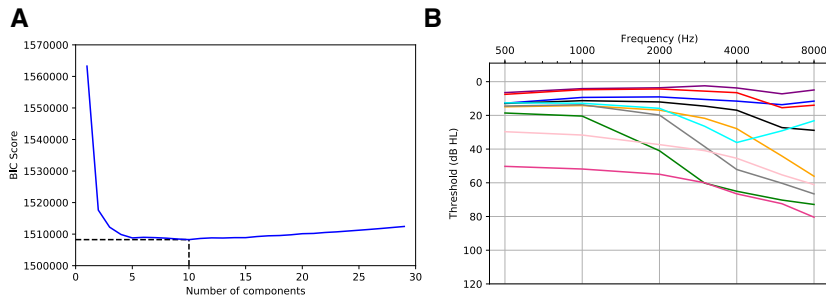 A
1570000
1560000
1550000
1540000
1530000
1520000
1510000
1500000
BIC Score
0 5 10 15 20 25 30
Number of components
B
Frequency (Hz)
500 1000 2000 4000 8000
0
20
40
60
80
100
120
Threshold (dB HL)